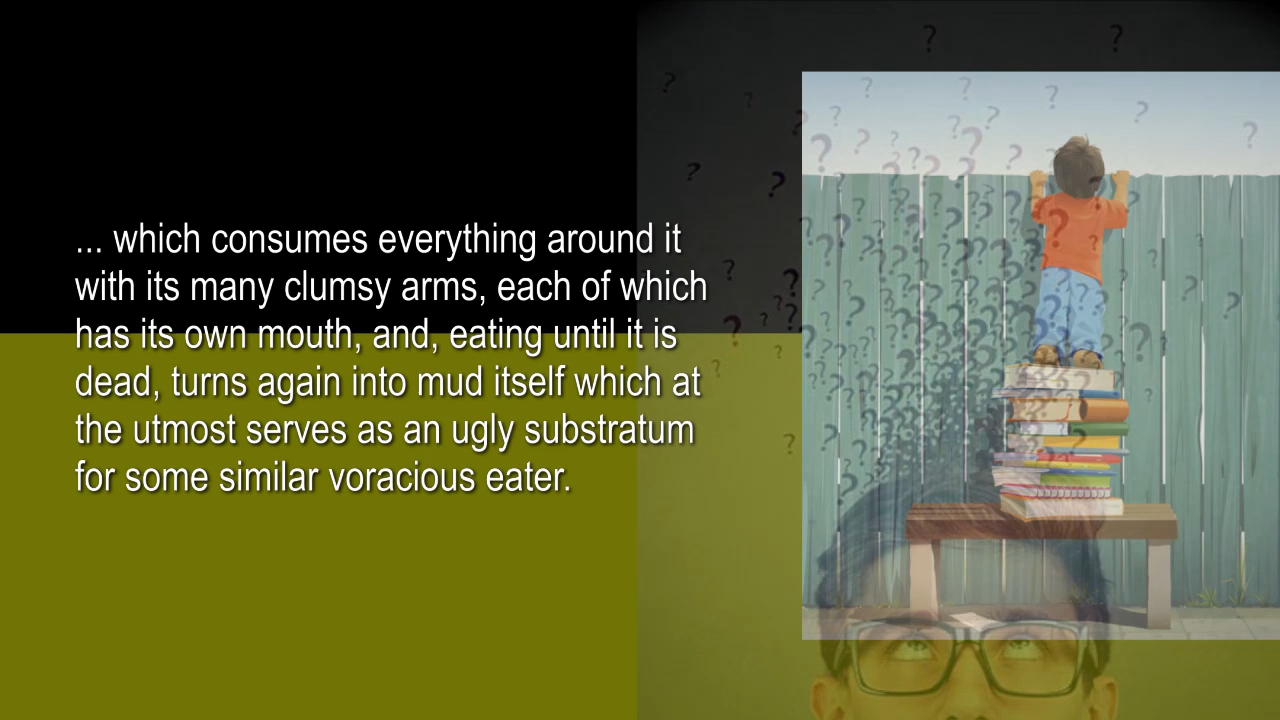 ... which consumes everything around it
with its many clumsy arms, each of which
has its own mouth, and, eating until it is
dead, turns again into mud itself which at
the utmost serves as an ugly substratum
for some similar voracious eater.